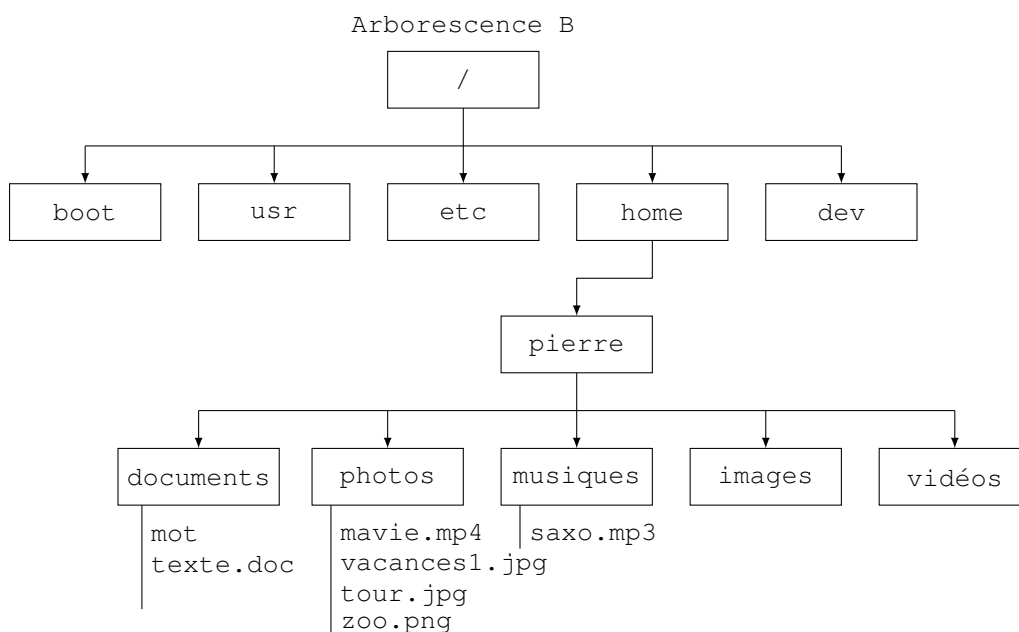 Arborescence B
/
boot usr etc home dev
pierre
documents photos musiques images vidéos
mot mavie.mp4 saxo.mp3
texte.doc vacances1.jpg
tour.jpg
zoo.png